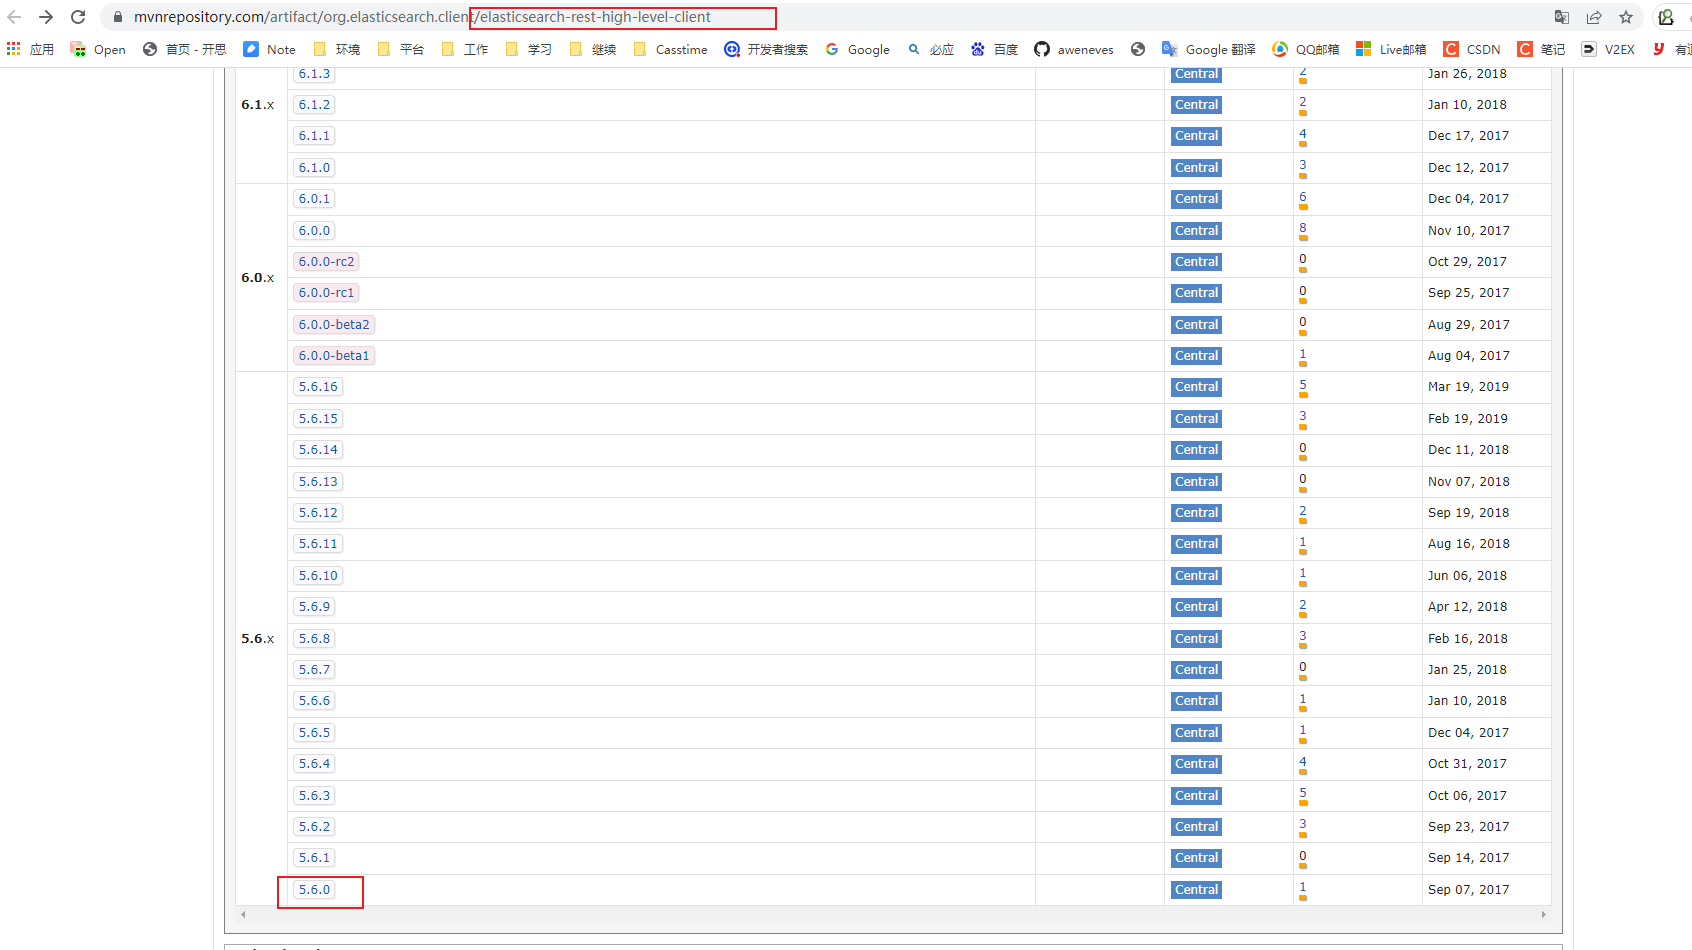 mvnrepository.com/artifact/org.elasticsearch.client/elasticsearch-rest-high-level-client
应用 Open 首页 - 开思 Note 环境 平台 工作 学习 继续 Casstime 开发者搜索 Google 必应 百度 aweneves Google 翻译 QQ邮箱 Live邮箱 CSDN 笔记 V2EX
6.1.3 Central 2 Jan 26, 2018
6.1.x 6.1.2 Central 2 Jan 10, 2018
6.1.1 Central 4 Dec 17, 2017
6.1.0 Central 3 Dec 12, 2017
6.0.1 Central 6 Dec 04, 2017
6.0.0 Central 8 Nov 10, 2017
6.0.0-rc2 Central 0 Oct 29, 2017
6.0.x
6.0.0-rc1 Central 0 Sep 25, 2017
6.0.0-beta2 Central 0 Aug 29, 2017
6.0.0-beta1 Central 1 Aug 04, 2017
5.6.16 Central 5 Mar 19, 2019
5.6.15 Central 3 Feb 19, 2019
5.6.14 Central 0 Dec 11, 2018
5.6.13 Central 0 Nov 07, 2018
5.6.12 Central 2 Sep 19, 2018
5.6.11 Central 1 Aug 16, 2018
5.6.10 Central 1 Jun 06, 2018
5.6.9 Central 2 Apr 12, 2018
5.6.x 5.6.8 Central 3 Feb 16, 2018
5.6.7 Central 0 Jan 25, 2018
5.6.6 Central 1 Jan 10, 2018
5.6.5 Central 1 Dec 04, 2017
5.6.4 Central 4 Oct 31, 2017
5.6.3 Central 5 Oct 06, 2017
5.6.2 Central 3 Sep 23, 2017
5.6.1 Central 0 Sep 14, 2017
5.6.0 Central 1 Sep 07, 2017